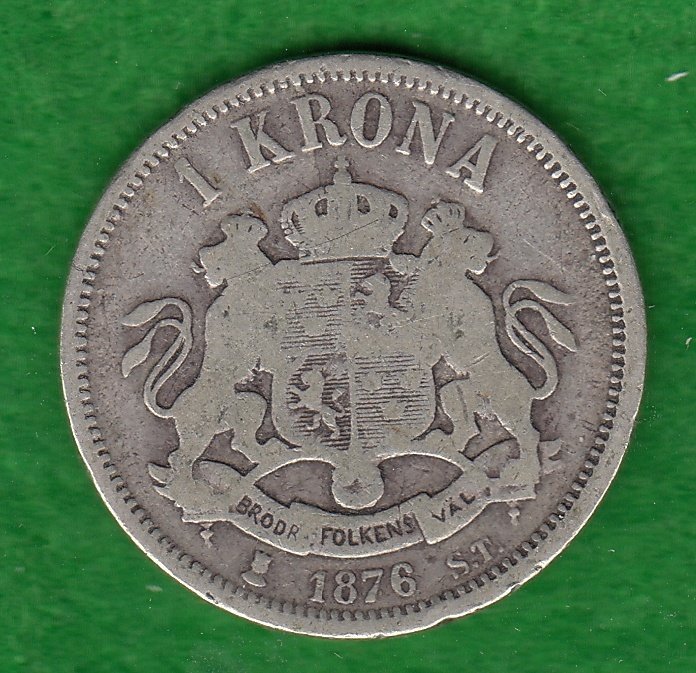 1 KRONA
BRÖDR. FOLKENS VÄL
1876 S.T.